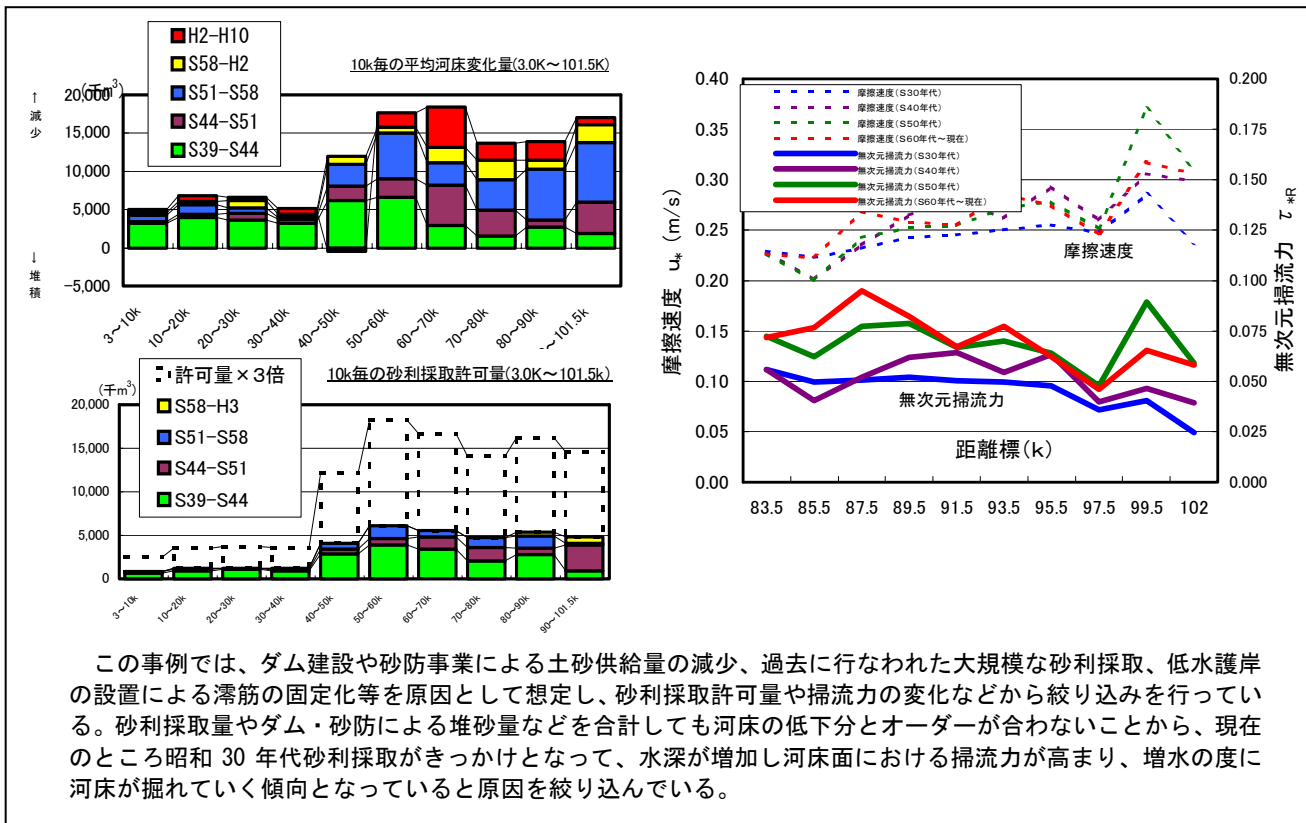 10k毎の平均河床変化量(3.0K～101.5K)
(千m³)
↑
減
少
↓
堆
積
H2-H10
S58-H2
S51-S58
S44-S51
S39-S44
20,000
15,000
10,000
5,000
0
-5,000
3～10k
10～20k
20～30k
30～40k
40～50k
50～60k
60～70k
70～80k
80～90k
～101.5k
10k毎の砂利採取許可量(3.0K～101.5k)
(千m³)
許可量×3倍
S58-H3
S51-S58
S44-S51
S39-S44
20,000
15,000
10,000
5,000
0
3～10k
10～20k
20～30k
30～40k
40～50k
50～60k
60～70k
70～80k
80～90k
90～101.5k
摩擦速度 u* (m/s)
0.40
0.35
0.30
0.25
0.20
0.15
0.10
0.05
0.00
摩擦速度(S30年代)
摩擦速度(S40年代)
摩擦速度(S50年代)
摩擦速度(S60年代～現在)
無次元掃流力(S30年代)
無次元掃流力(S40年代)
無次元掃流力(S50年代)
無次元掃流力(S60年代～現在)
摩擦速度
無次元掃流力
距離標(k)
83.5 85.5 87.5 89.5 91.5 93.5 95.5 97.5 99.5 102
0.200
0.175
0.150
0.125
0.100
0.075
0.050
0.025
0.000
無次元掃流力 τ*R
この事例では、ダム建設や砂防事業による土砂供給量の減少、過去に行なわれた大規模な砂利採取、低水護岸
の設置による澪筋の固定化等を原因として想定し、砂利採取許可量や掃流力の変化などから絞り込みを行ってい
る。砂利採取量やダム・砂防による堆砂量などを合計しても河床の低下分とオーダーが合わないことから、現在
のところ昭和 30 年代砂利採取がきっかけとなって、水深が増加し河床面における掃流力が高まり、増水の度に
河床が掘れていく傾向となっていると原因を絞り込んでいる。